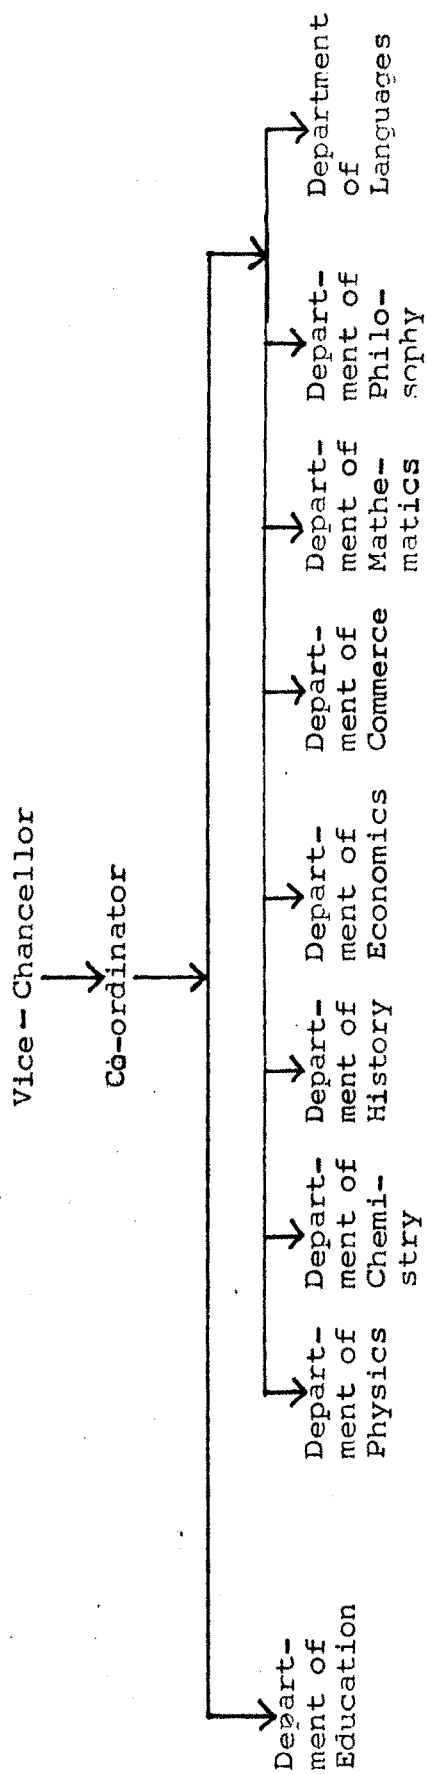 Vice-Chancellor
Co-ordinator
Depart-
ment of
Education
Depart-
ment of
Physics
Depart-
ment of
Chemi-
stry
Depart-
ment of
History
Depart-
ment of
Economics
Depart-
ment of
Commerce
Depart-
ment of
Mathe-
matics
Depart-
ment of
Philo-
sophy
Department
of
Languages